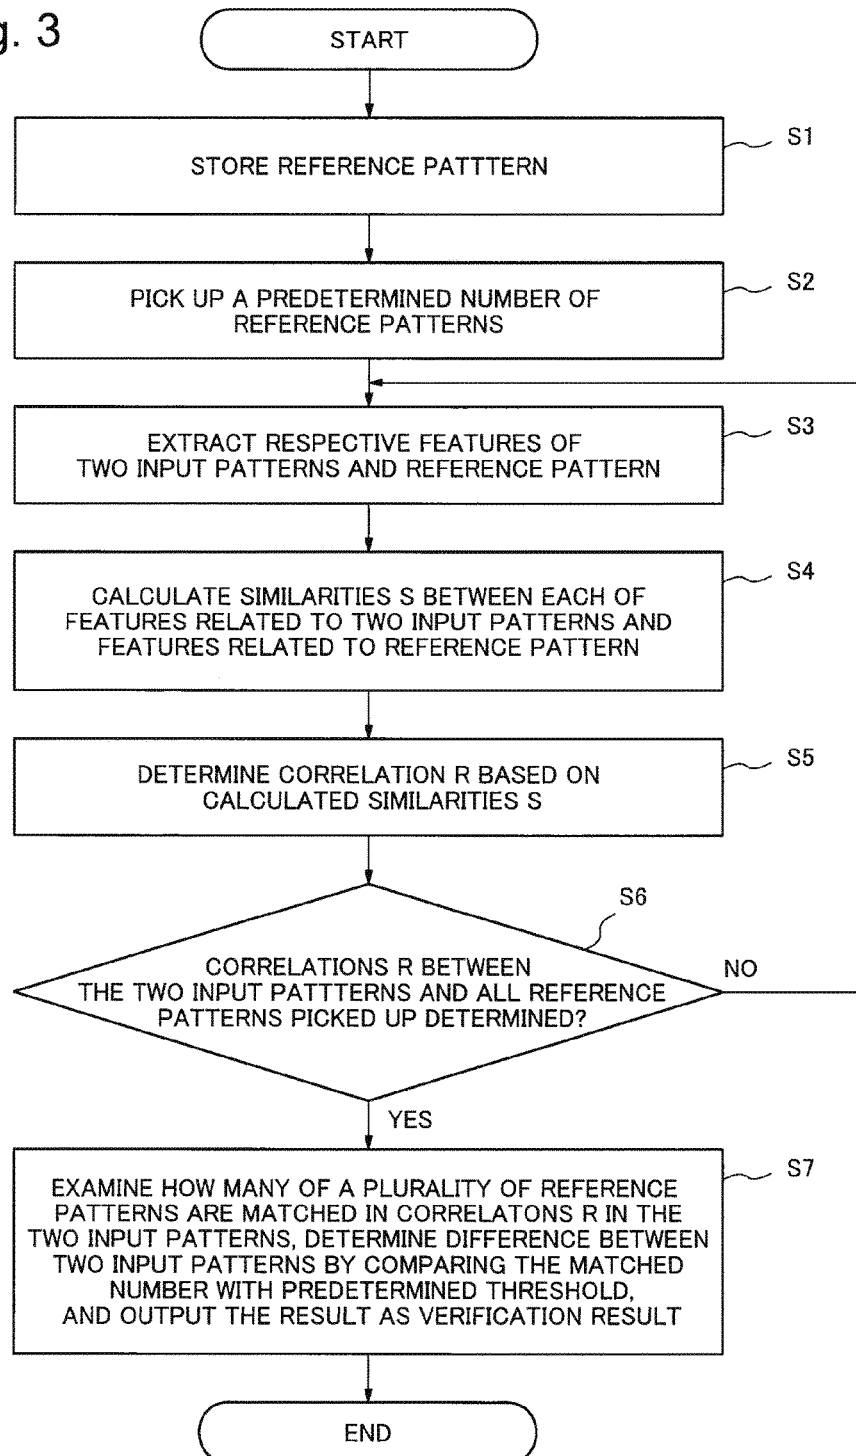 g. 3
START
STORE REFERENCE PATTTERN
S1
PICK UP A PREDETERMINED NUMBER OF
REFERENCE PATTERNS
S2
EXTRACT RESPECTIVE FEATURES OF
TWO INPUT PATTERNS AND REFERENCE PATTERN
S3
CALCULATE SIMILARITIES S BETWEEN EACH OF
FEATURES RELATED TO TWO INPUT PATTERNS AND
FEATURES RELATED TO REFERENCE PATTERN
S4
DETERMINE CORRELATION R BASED ON
CALCULATED SIMILARITIES S
S5
S6
CORRELATIONS R BETWEEN
THE TWO INPUT PATTTERNS AND ALL REFERENCE
PATTERNS PICKED UP DETERMINED?
NO
YES
EXAMINE HOW MANY OF A PLURALITY OF REFERENCE
PATTERNS ARE MATCHED IN CORRELATONS R IN THE
TWO INPUT PATTERNS, DETERMINE DIFFERENCE BETWEEN
TWO INPUT PATTERNS BY COMPARING THE MATCHED
NUMBER WITH PREDETERMINED THRESHOLD,
AND OUTPUT THE RESULT AS VERIFICATION RESULT
S7
END